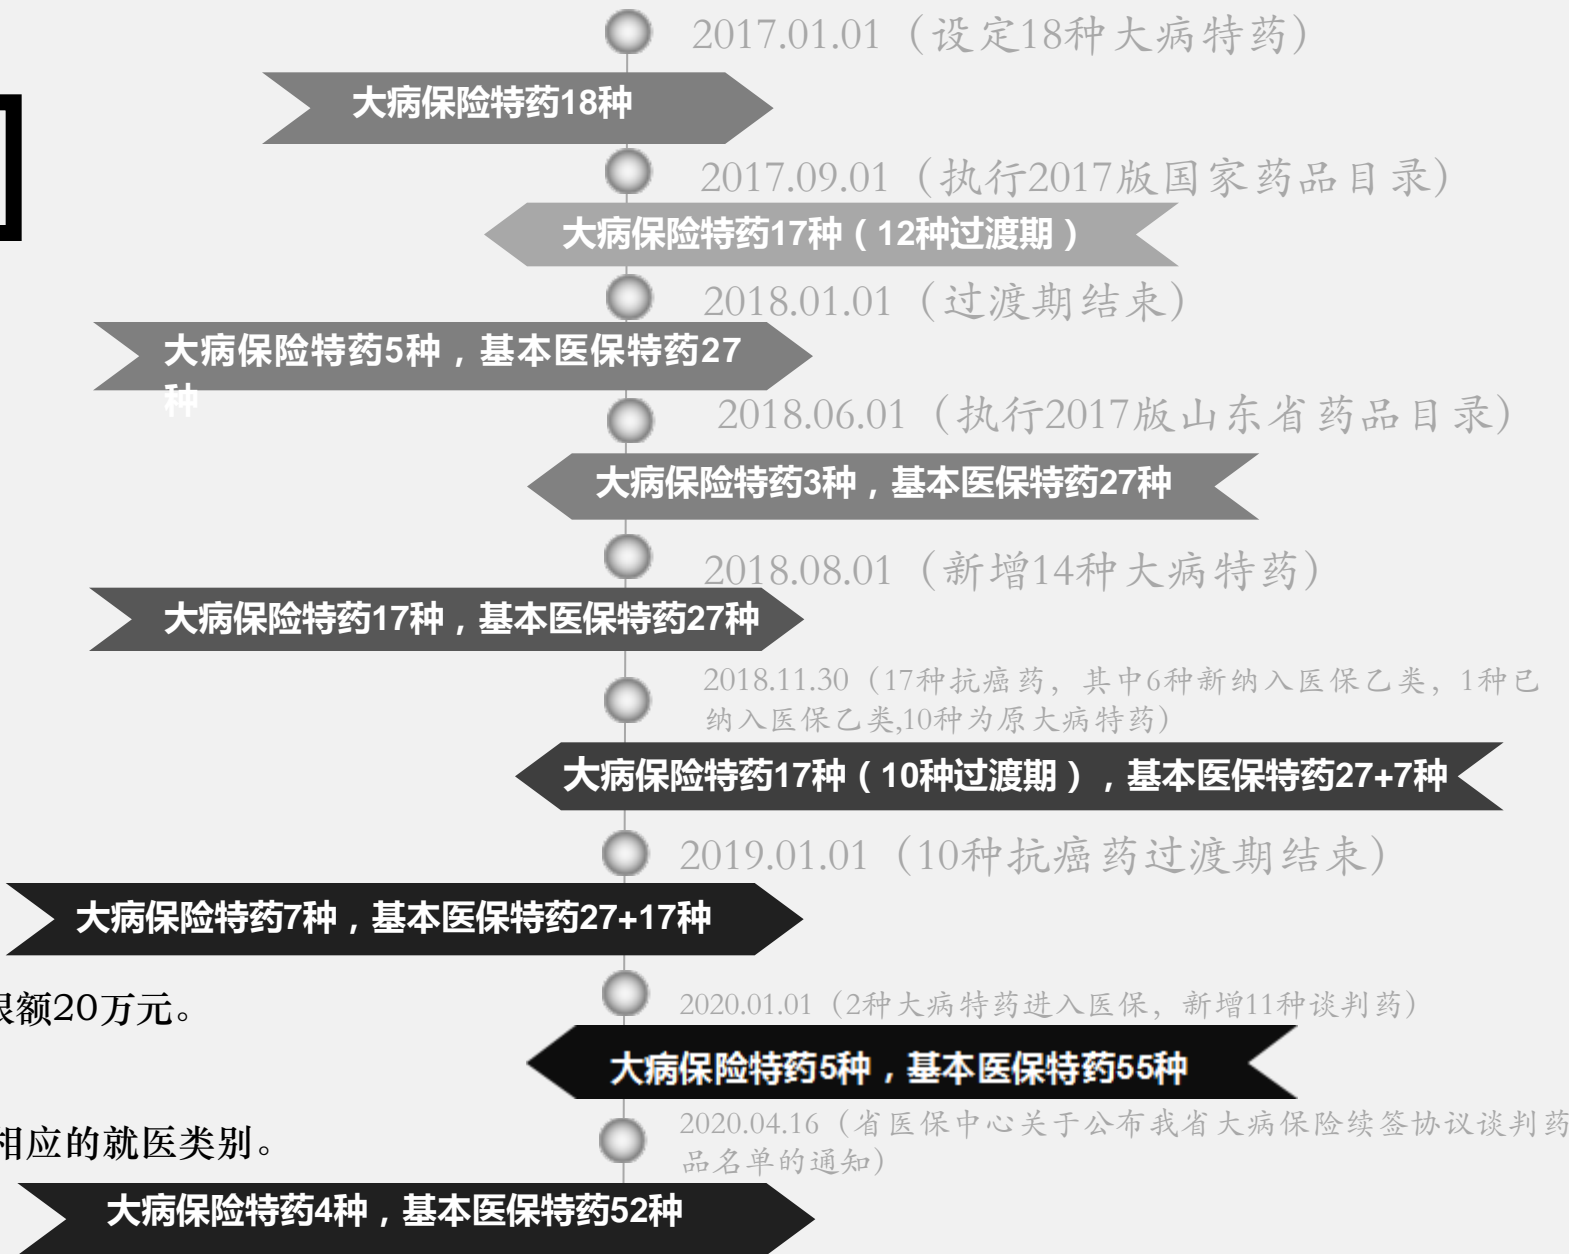 2017.01.01（设定18种大病特药）
大病保险特药18种
2017.09.01（执行2017版国家药品目录）
大病保险特药17种（12种过渡期）
2018.01.01（过渡期结束）
大病保险特药5种，基本医保特药27
种
2018.06.01（执行2017版山东省药品目录）
大病保险特药3种，基本医保特药27种
2018.08.01（新增14种大病特药）
大病保险特药17种，基本医保特药27种
2018.11.30（17种抗癌药，其中6种新纳入医保乙类，1种已
纳入医保乙类,10种为原大病特药）
大病保险特药17种（10种过渡期），基本医保特药27+7种
2019.01.01（10种抗癌药过渡期结束）
大病保险特药7种，基本医保特药27+17种
限额20万元。
2020.01.01（2种大病特药进入医保，新增11种谈判药）
大病保险特药5种，基本医保特药55种
相应的就医类别。
2020.04.16（省医保中心关于公布我省大病保险续签协议谈判药
品名单的通知）
大病保险特药4种，基本医保特药52种